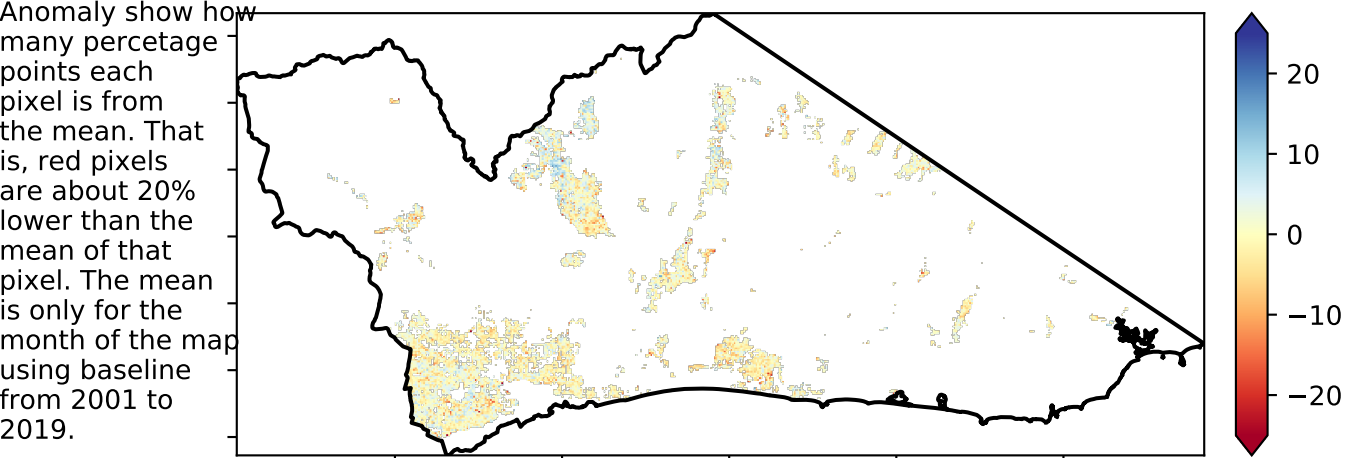 Anomaly show how
many percetage
points each
pixel is from
the mean. That
is, red pixels
are about 20%
lower than the
mean of that
pixel. The mean
is only for the
month of the map
using baseline
from 2001 to
2019.
20
10
0
−10
−20